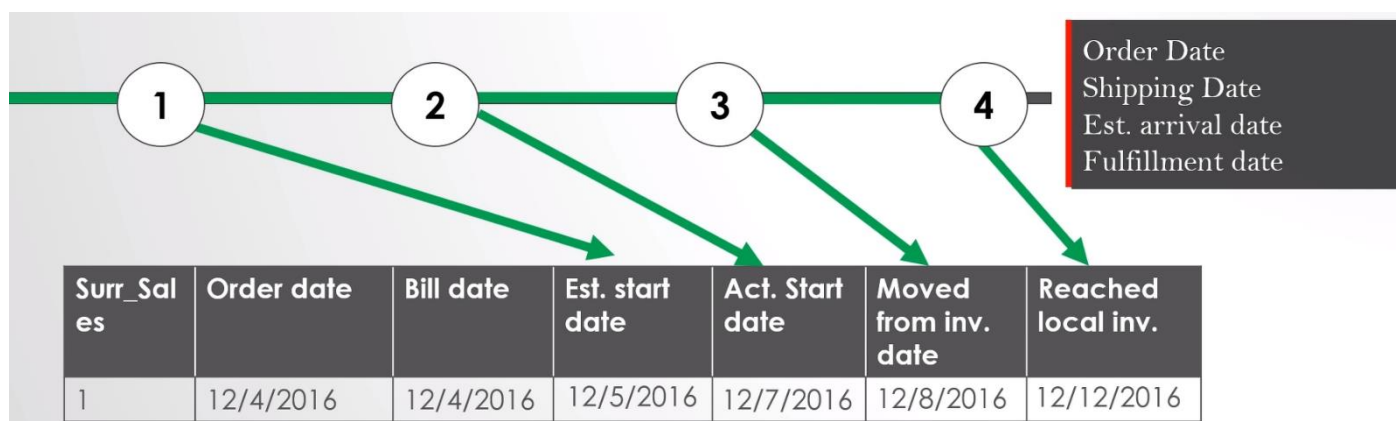 1 2 3 4
Order Date
Shipping Date
Est. arrival date
Fulfillment date
Surr_Sal
es
Order date
Bill date
Est. start
date
Act. Start
date
Moved
from inv.
date
Reached
local inv.
1 12/4/2016 12/4/2016 12/5/2016 12/7/2016 12/8/2016 12/12/2016